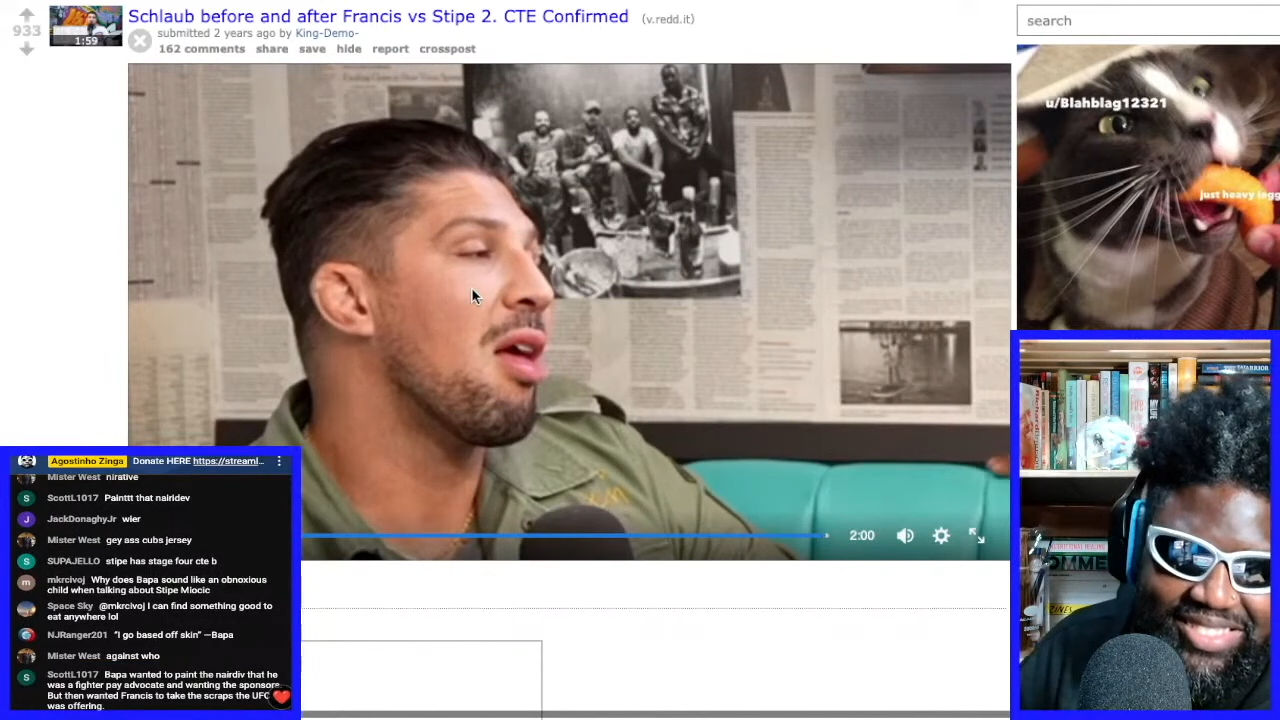 Schlaub before and after Francis vs Stipe 2. CTE Confirmed (v.redd.it)
933
1:59
submitted 2 years ago by King-Demo-
162 comments share save hide report crosspost
search
u/Blahblag12321
just heavy legg
2:00
Agostinho Zinga Donate HERE https://streaml...
Mister West nirative
ScottL1017 Painttt that nairidev
JackDonaghyJr wier
Mister West gey ass cubs jersey
SUPAJELLO stipe has stage four cte b
mkrcivoj Why does Bapa sound like an obnoxious
child when talking about Stipe Miocic
Space Sky @mkrcivoj I can find something good to
eat anywhere lol
NJRanger201 “I go based off skin” —Bapa
Mister West against who
ScottL1017 Bapa wanted to paint the nairdiv that he
was a fighter pay advocate and wanting the sponsors.
But then wanted Francis to take the scraps the UFC
was offering.